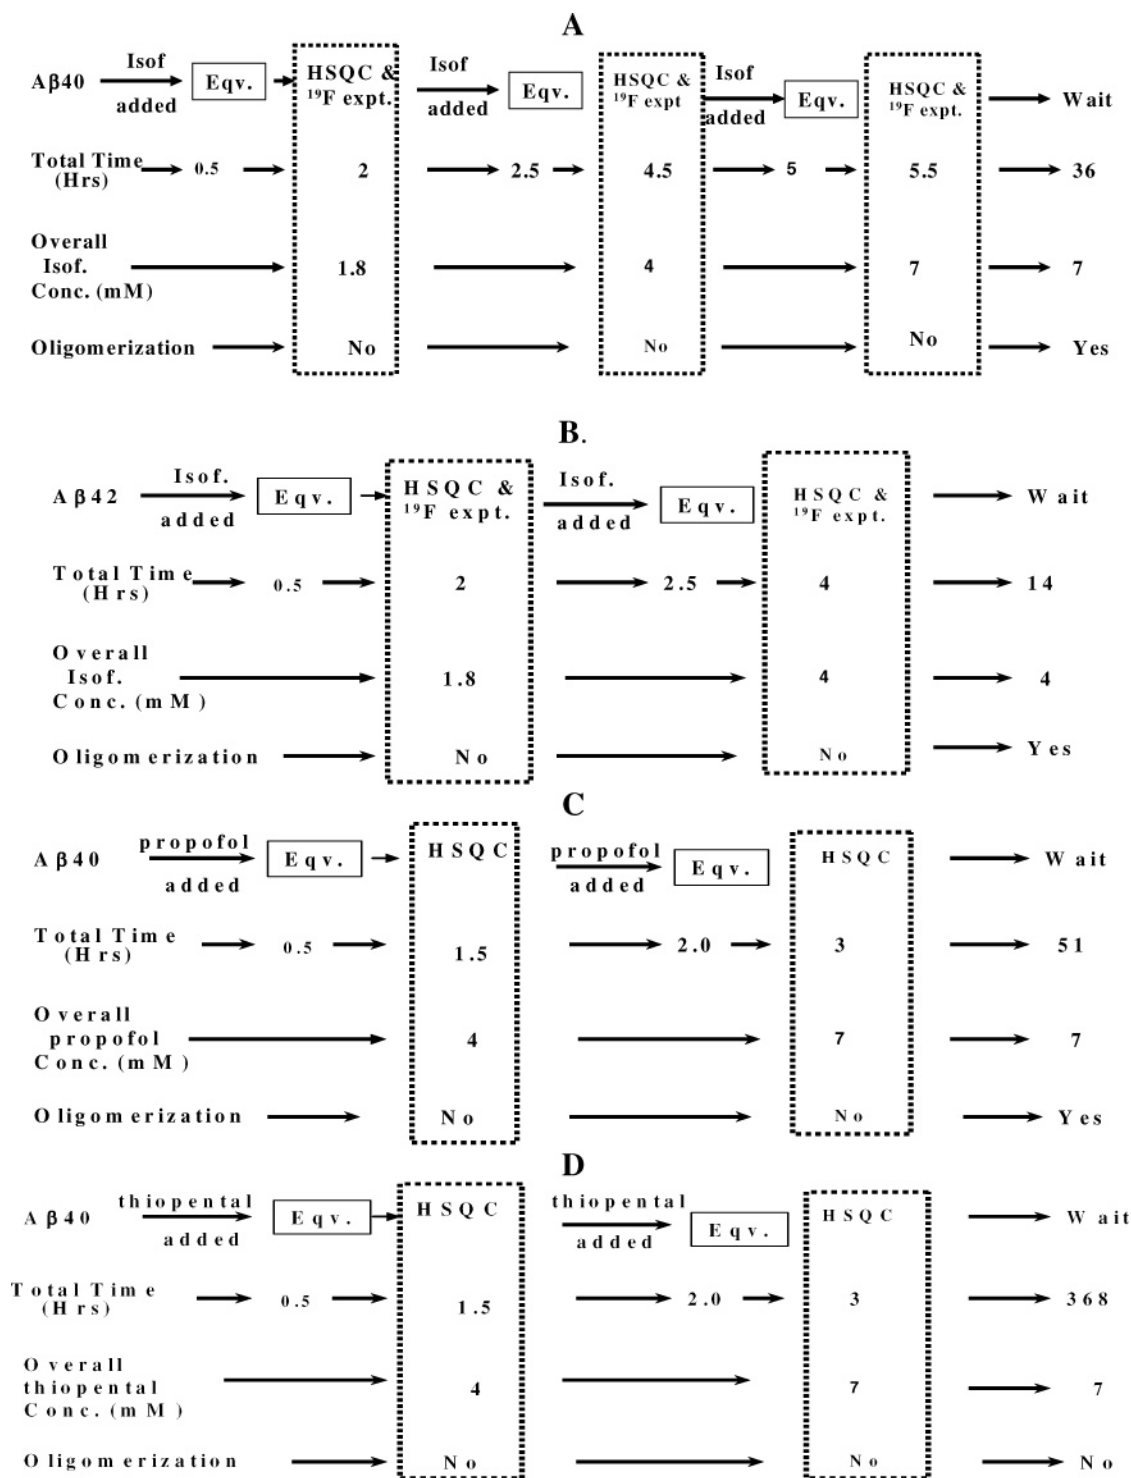 A
Aβ40 Isof added Eqv. HSQC & ¹⁹F expt. Isof added Eqv. HSQC & ¹⁹F expt Isof added Eqv. HSQC & ¹⁹F expt. Wait
Total Time (Hrs) 0.5 2 2.5 4.5 5 5.5 36
Overall Isof. Conc. (mM) 1.8 4 7 7
Oligomerization No No No Yes
B.
Aβ42 Isof. added Eqv. HSQC & ¹⁹F expt. Isof. added Eqv. HSQC & ¹⁹F expt. Wait
Total Time (Hrs) 0.5 2 2.5 4 14
Overall Isof. Conc. (mM) 1.8 4 4
Oligomerization No No Yes
C
Aβ40 propofol added Eqv. HSQC propofol added Eqv. HSQC Wait
Total Time (Hrs) 0.5 1.5 2.0 3 51
Overall propofol Conc. (mM) 4 7 7
Oligomerization No No Yes
D
Aβ40 thiopental added Eqv. HSQC thiopental added Eqv. HSQC Wait
Total Time (Hrs) 0.5 1.5 2.0 3 368
Overall thiopental Conc. (mM) 4 7 7
Oligomerization No No No